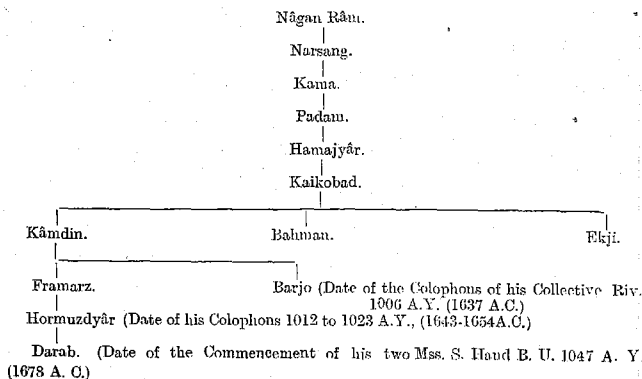 Nâgan Râm.
Narsang.
Kama.
Padam.
Hamajyâr.
Kaikobad.
Kâmdin. Bahman. Ekji.
Framarz. Barjo (Date of the Colophons of his Collective Riv.
1006 A.Y. (1637 A.C.)
Hormuzdyâr (Date of his Colophons 1012 to 1023 A.Y., (1643-1654A.C.)
Darab. (Date of the Commencement of his two Mss. S. Haud B. U. 1047 A. Y.
(1678 A. C.)